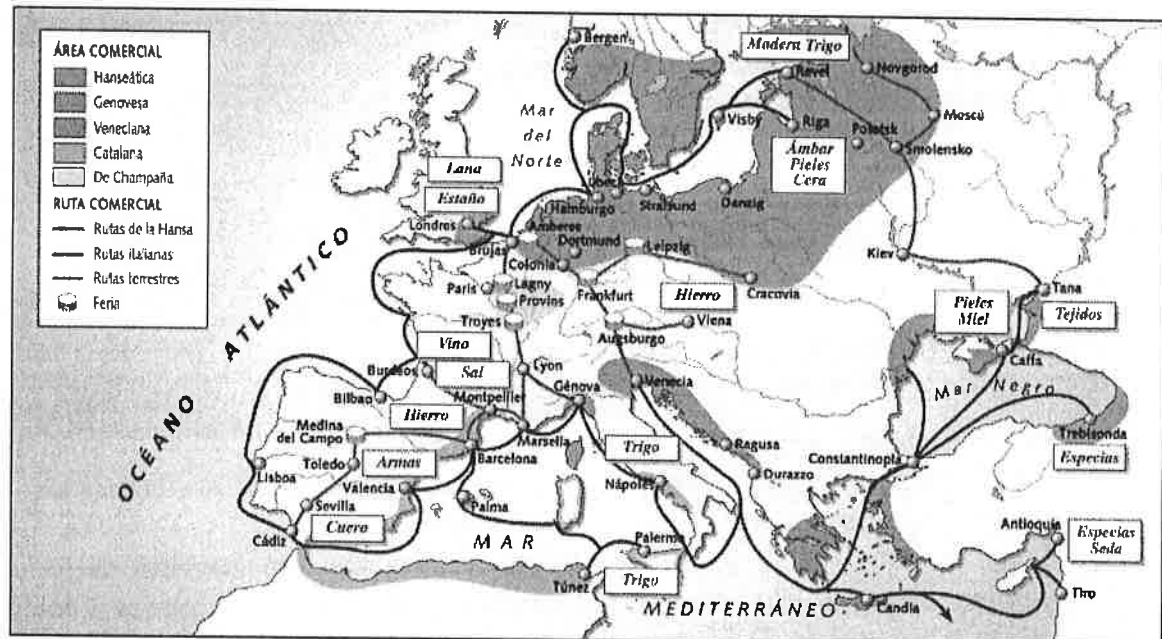 ÁREA COMERCIAL
Hanseática
Genovesa
Veneciana
Catalana
De Champaña
RUTA COMERCIAL
Rutas de la Hansa
Rutas italianas
Rutas terrestres
Feria
Bergen
Madera Trigo
Revel
Novgorod
Mar
del
Norte
Visby
Riga
Polotsk
Moscú
Smolensko
Ámbar
Pieles
Cera
Lana
Estaño
Londres
Hamburgo
Stralsund
Danzig
Amberes
Brujas
Dortmund
Leipzig
Colonia
Kiev
OCÉANO ATLÁNTICO
París
Lagny
Provins
Frankfurt
Hierro
Cracovia
Tana
Pieles
Miel
Tejidos
Troyes
Augsburgo
Viena
Caffa
Vino
Burdeos
Sal
Lyon
Génova
Venecia
Mar Negro
Bilbao
Hierro
Montpellier
Marsella
Trebisonda
Medina
del Campo
Ragusa
Especias
Toledo
Armas
Barcelona
Trigo
Durazzo
Constantinopla
Lisboa
Valencia
Palma
Nápoles
Sevilla
Cuero
Cádiz
MAR
Palermo
Antioquía
Especias
Seda
Túnez
Trigo
MEDITERRÁNEO
Candía
Tiro